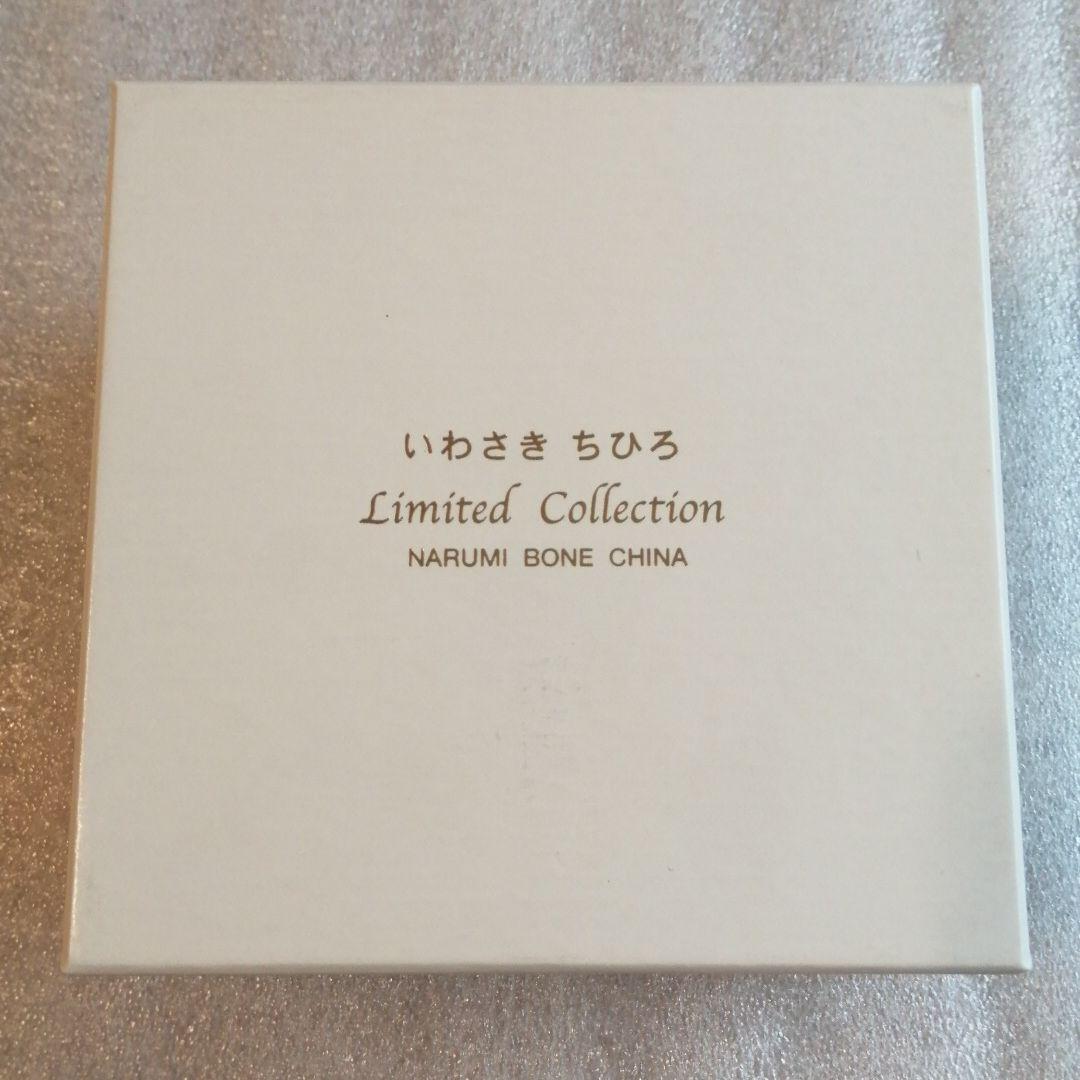 いわさき ちひろ
Limited Collection
NARUMI BONE CHINA